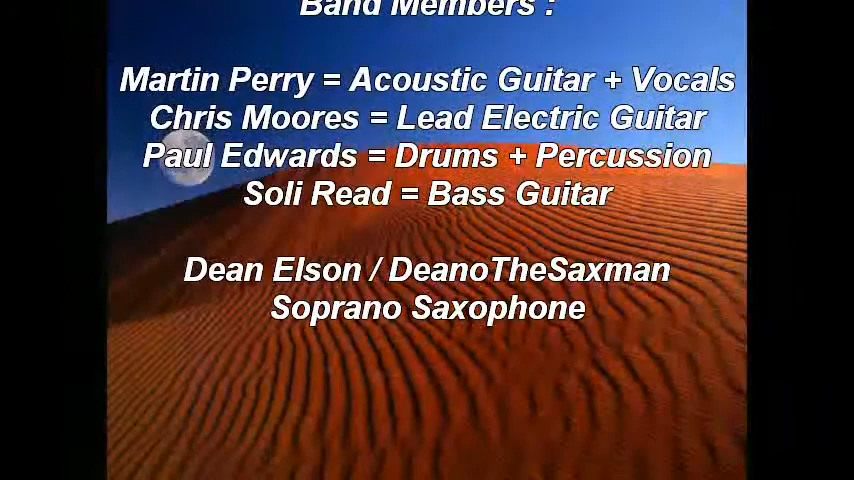 Band Members :
Martin Perry = Acoustic Guitar + Vocals
Chris Moores = Lead Electric Guitar
Paul Edwards = Drums + Percussion
Soli Read = Bass Guitar
Dean Elson / DeanoTheSaxman
Soprano Saxophone